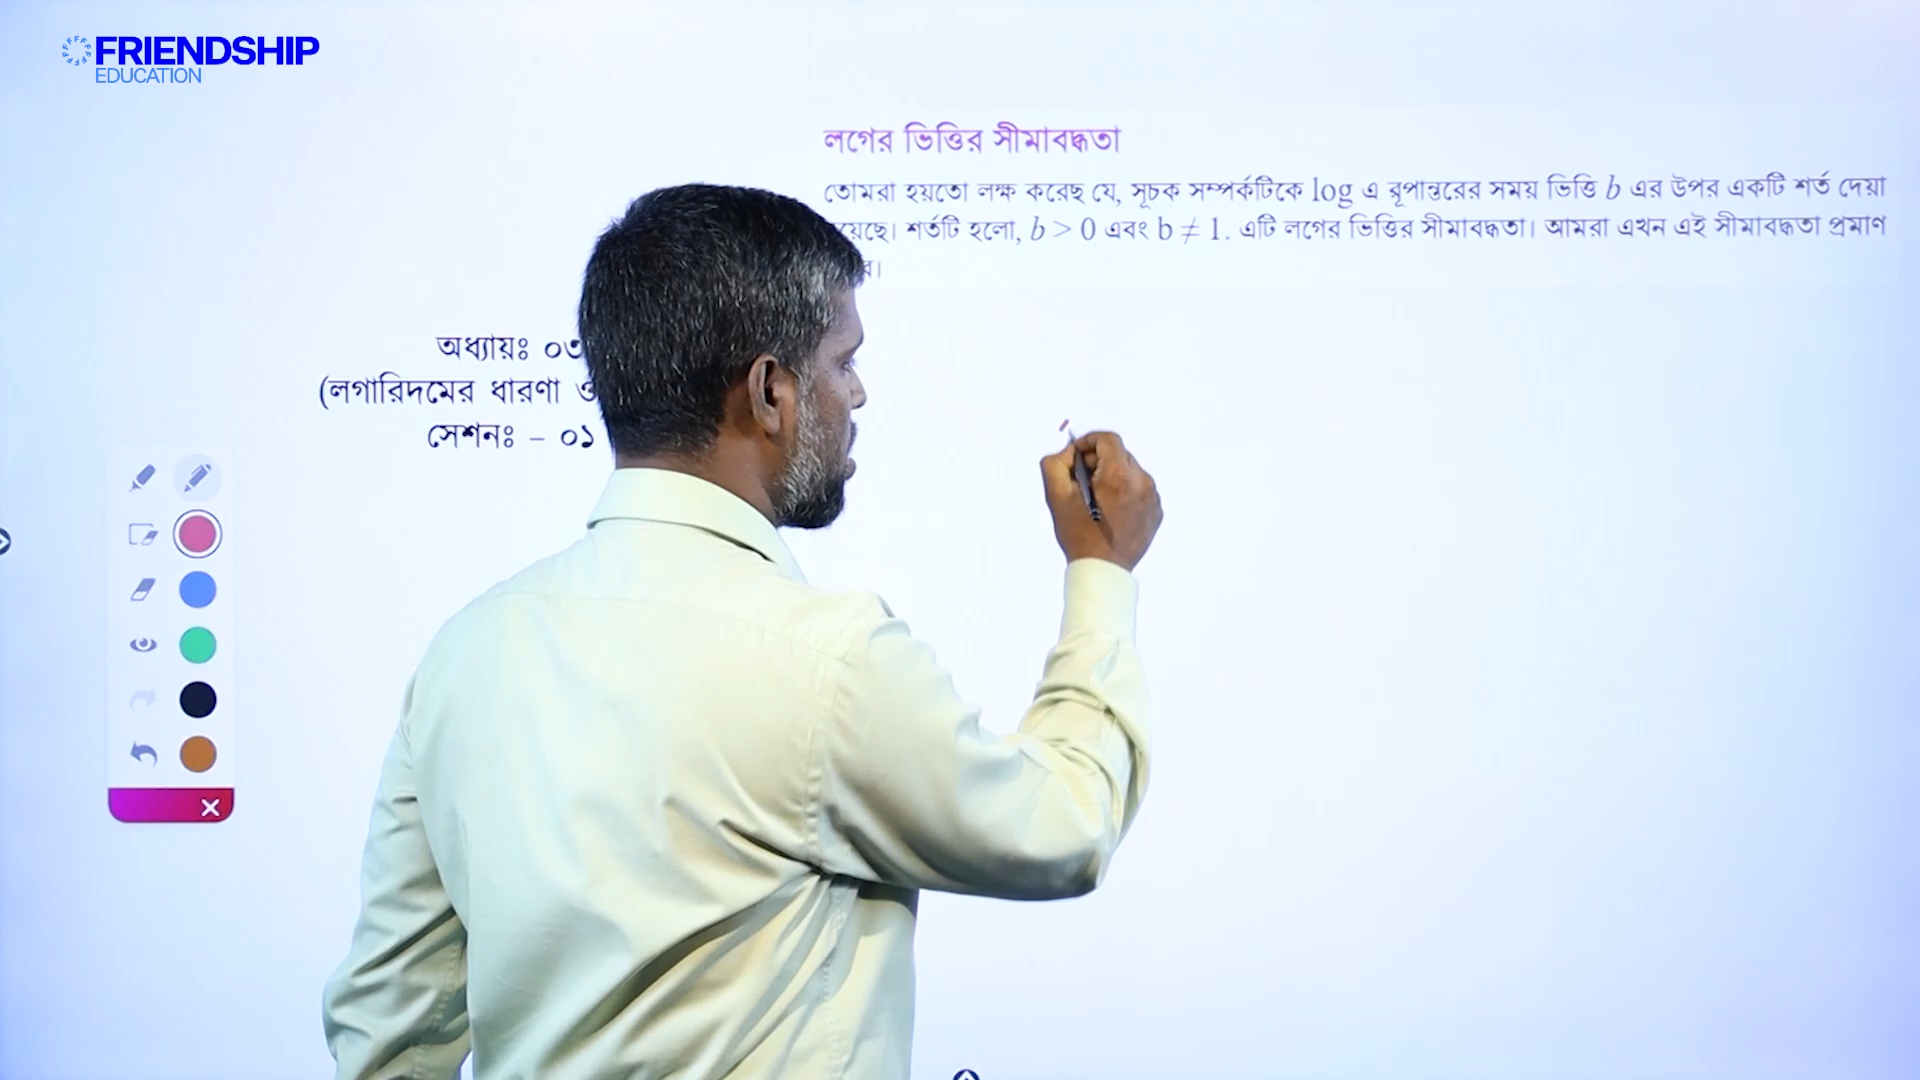 FRIENDSHIP
EDUCATION
লগের ভিত্তির সীমাবদ্ধতা
তোমরা হয়তো লক্ষ করেছ যে, সূচক সম্পর্কটিকে log এ রূপান্তরের সময় ভিত্তি b এর উপর একটি শর্ত দেয়া
শর্তটি হলো, b > 0 এবং b ≠ 1. এটি লগের ভিত্তির সীমাবদ্ধতা। আমরা এখন এই সীমাবদ্ধতা প্রমাণ
অধ্যায়ঃ ০৩
(লগারিদমের ধারণা ও
সেশনঃ – ০১